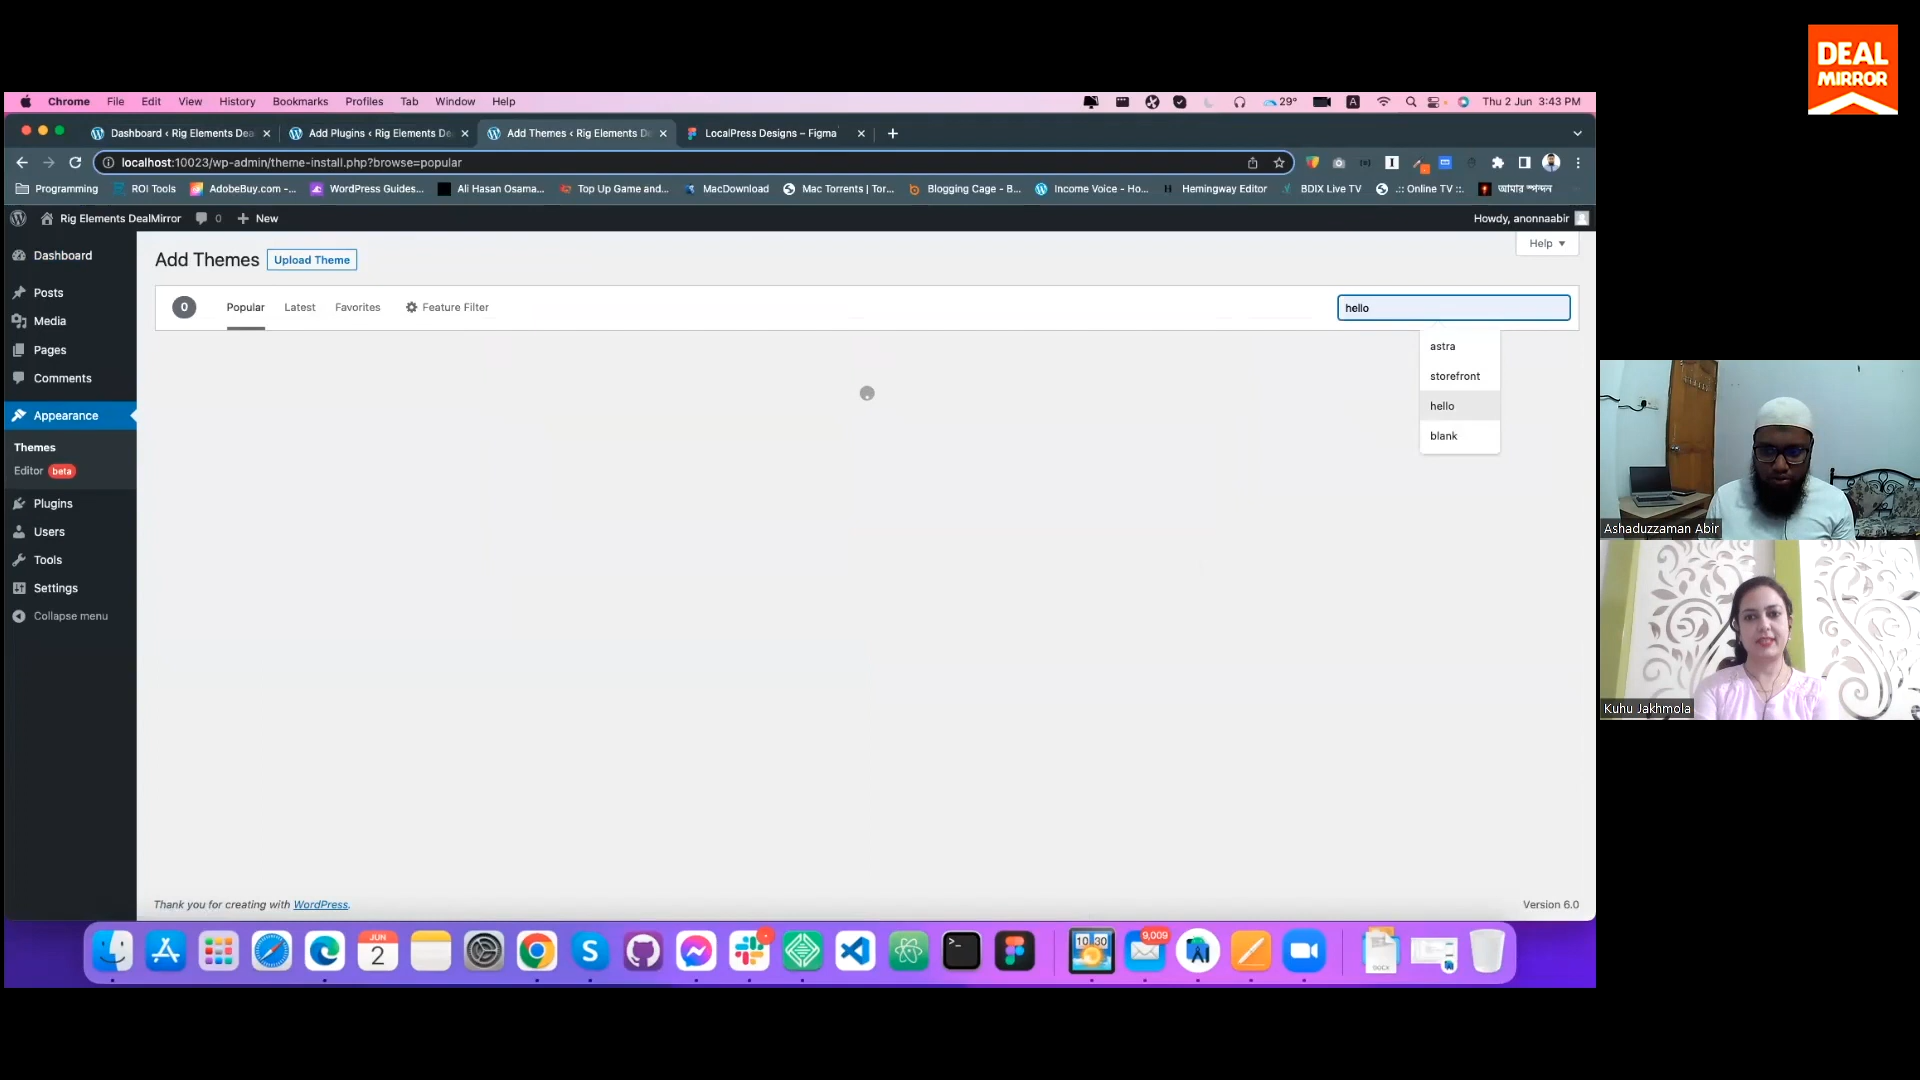 DEAL
MIRROR
Chrome File Edit View History Bookmarks Profiles Tab Window Help 29° A Thu 2 Jun 3:43 PM
Dashboard ‹ Rig Elements Dea Add Plugins ‹ Rig Elements De Add Themes ‹ Rig Elements D LocalPress Designs – Figma
localhost:10023/wp-admin/theme-install.php?browse=popular
Programming ROI Tools AdobeBuy.com -... WordPress Guides... Ali Hasan Osama... Top Up Game and... MacDownload Mac Torrents | Tor... Blogging Cage - B... Income Voice - Ho... H Hemingway Editor BDIX Live TV .:: Online TV ::. আমার স্পন্দন
Rig Elements DealMirror 0 + New Howdy, anonnaabir
Help
Dashboard
Posts
Media
Pages
Comments
Appearance
Themes
Editor beta
Plugins
Users
Tools
Settings
Collapse menu
Add Themes Upload Theme
0 Popular Latest Favorites Feature Filter hello
astra
storefront
hello
blank
Thank you for creating with WordPress. Version 6.0
JUN
2
10:30
9,009
DOCX
Ashaduzzaman Abir
Kuhu Jakhmola